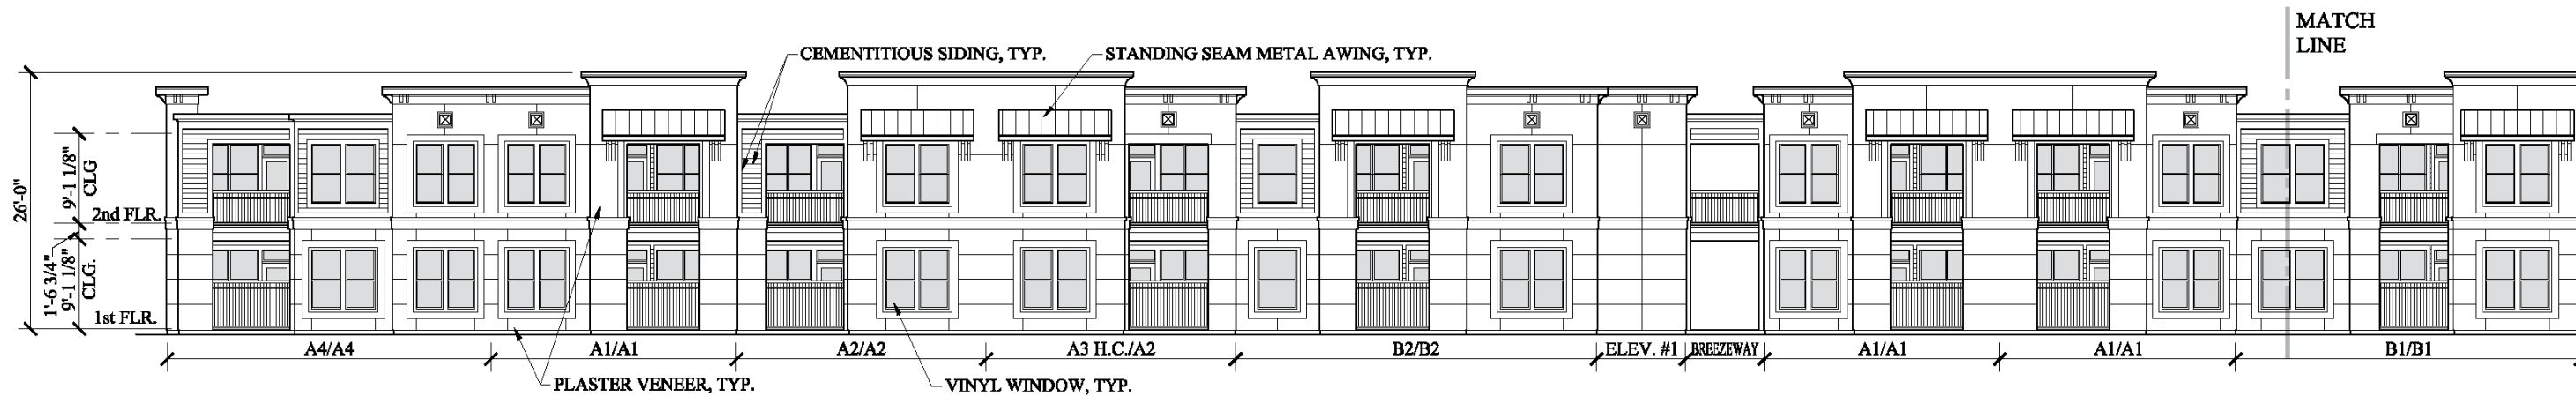 MATCH
LINE
CEMENTITIOUS SIDING, TYP.
STANDING SEAM METAL AWING, TYP.
26'-0"
9'-1 1/8"
CLG
2nd FLR.
1'-6 3/4"
9'-1 1/8"
CLG.
1st FLR.
A4/A4
A1/A1
A2/A2
A3 H.C./A2
B2/B2
ELEV. #1
BREEZEWAY
A1/A1
A1/A1
B1/B1
PLASTER VENEER, TYP.
VINYL WINDOW, TYP.